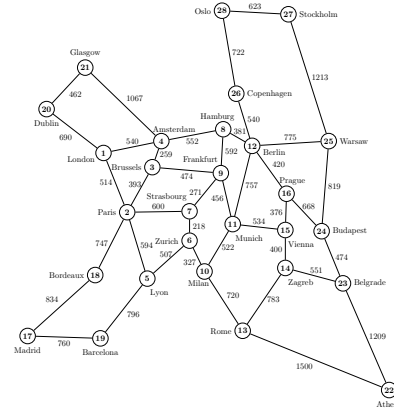 28 Oslo
623
27 Stockholm
722
1213
Glasgow
21
462
1067
26 Copenhagen
540
20 Dublin
690
Amsterdam
4
552
Hamburg
8
381
12 Berlin
775
25 Warsaw
540
1 London
259
Brussels 3
474
Frankfurt
9
592
757
420
Prague
16
819
514
393
Strasbourg
271
456
376
668
Paris 2
600
7
218
11 Munich
534
15 Vienna
24 Budapest
747
594
507
Zurich 6
327
522
400
474
Bordeaux 18
5 Lyon
10 Milan
14 Zagreb
551
23 Belgrade
834
796
720
783
1209
17 Madrid
760
19 Barcelona
Rome 13
1500
22
Athe